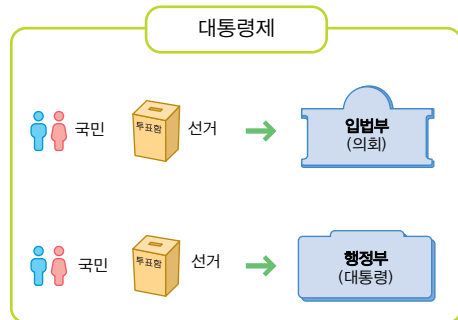 대통령제
국민 투표함 선거 입법부
(의회)
국민 투표함 선거 행정부
(대통령)